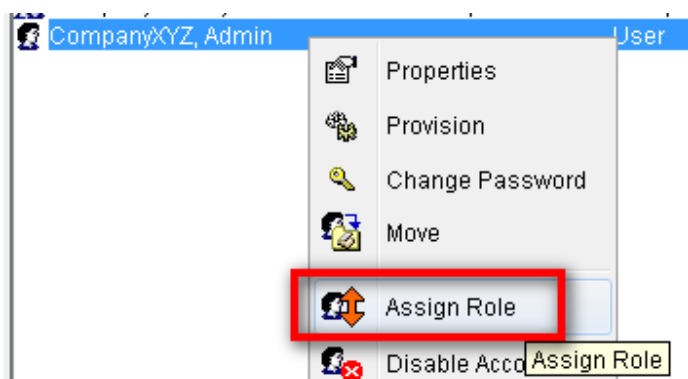 CompanyXYZ, Admin User
Properties
Provision
Change Password
Move
Assign Role
Disable Acco
Assign Role